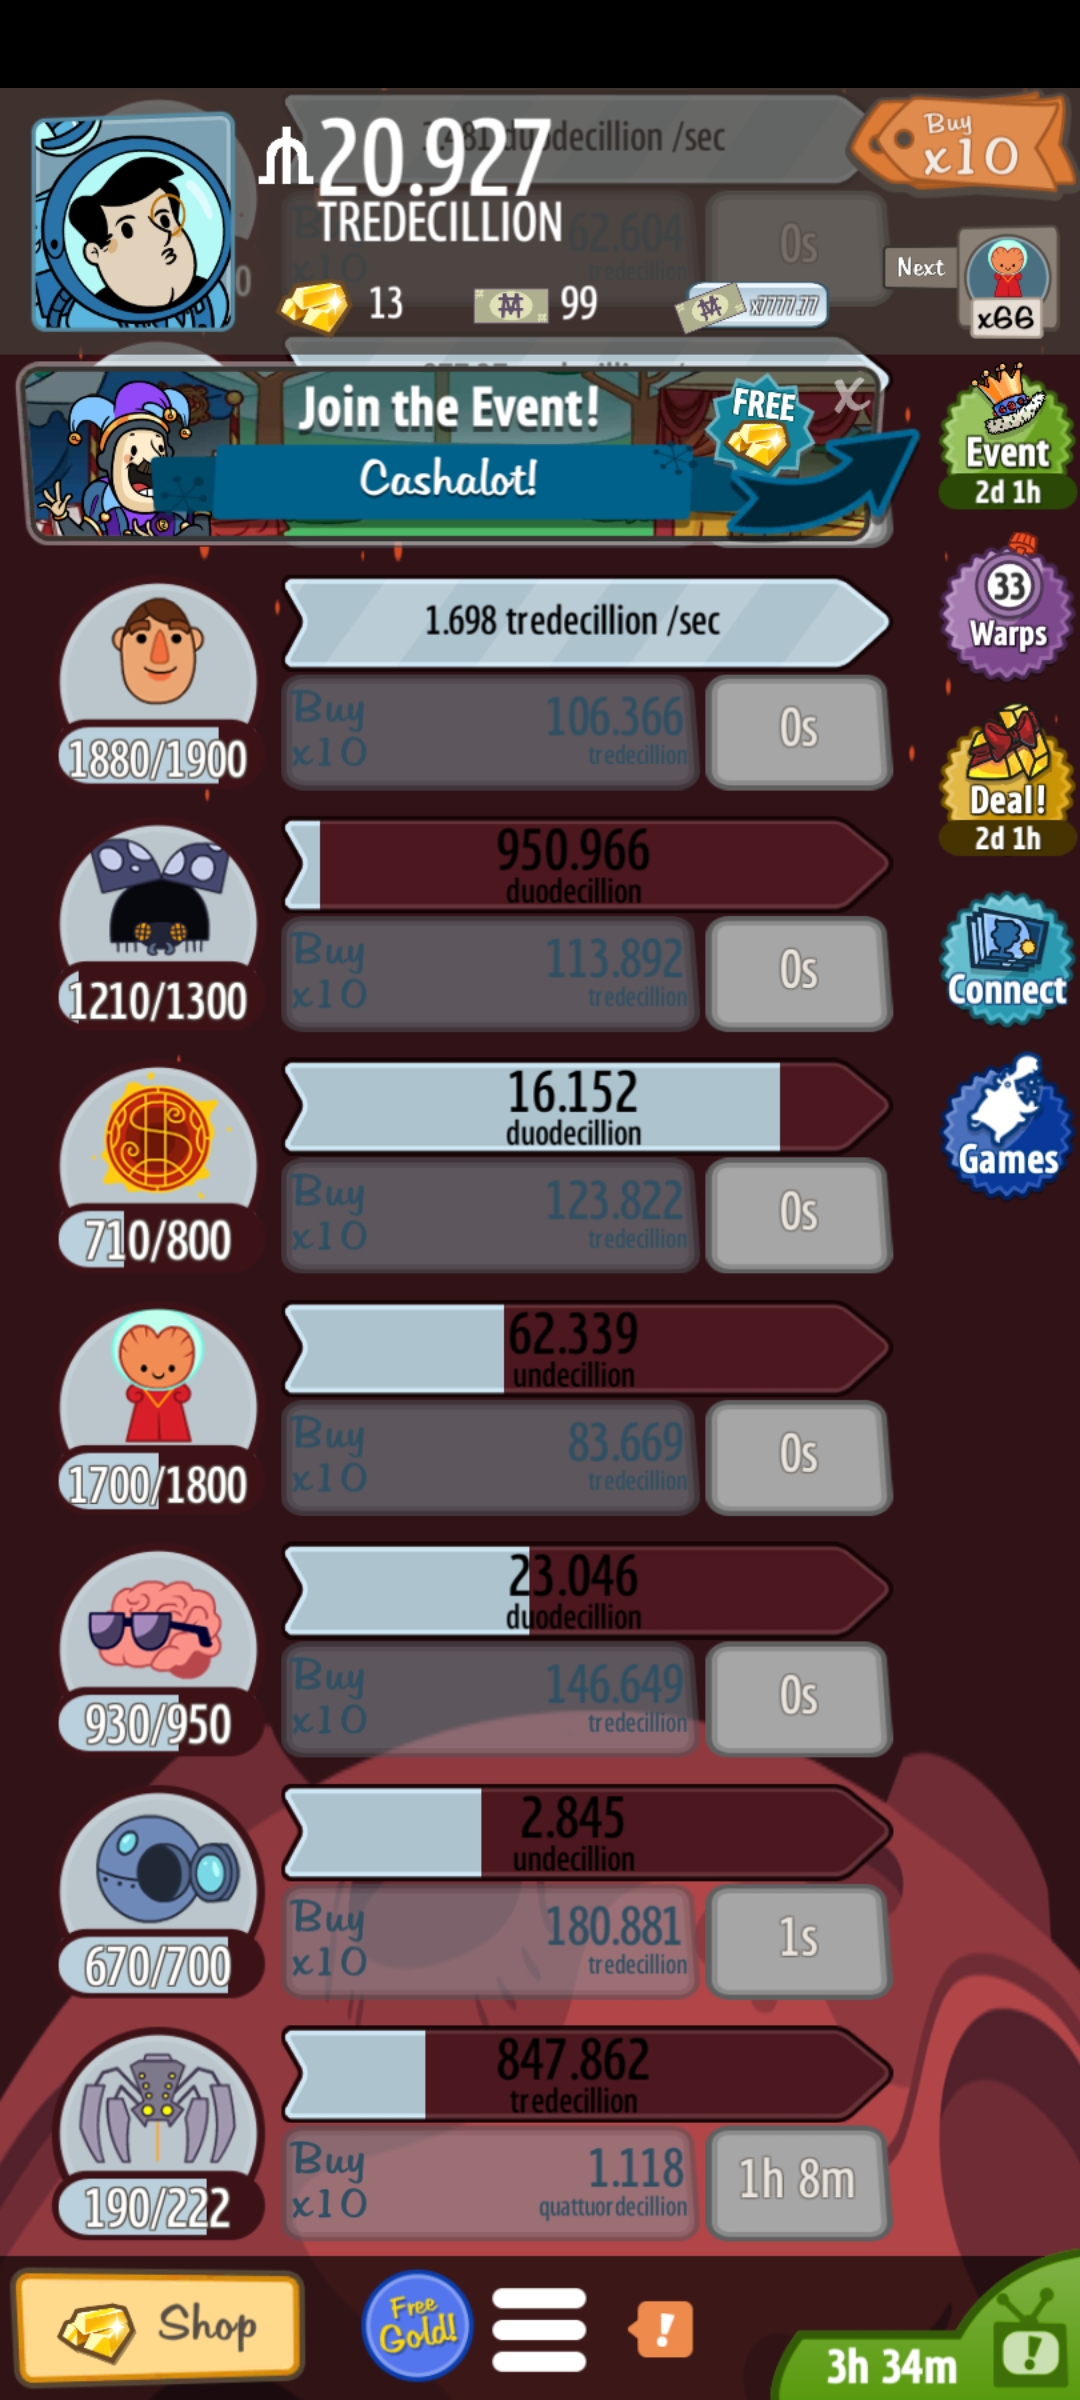 duodecillion /sec
20.927
TREDECILLION
Buy
x10
62.604
0s
13
99
x7777.77
Next
x66
Join the Event!
FREE
X
Cashalot!
Event
2d 1h
1.698 tredecillion /sec
33
Warps
Buy
x10
106.366
tredecillion
0s
1880/1900
Deal!
2d 1h
950.966
duodecillion
Buy
x10
113.892
tredecillion
0s
1210/1300
Connect
16.152
duodecillion
Buy
x10
123.822
tredecillion
0s
710/800
Games
62.339
undecillion
Buy
x10
83.669
tredecillion
0s
1700/1800
23.046
duodecillion
Buy
x10
146.649
tredecillion
0s
930/950
2.845
undecillion
Buy
x10
180.881
tredecillion
1s
670/700
847.862
tredecillion
Buy
x10
1.118
quattuordecillion
1h 8m
190/222
Shop
Free
Gold!
!
3h 34m
!